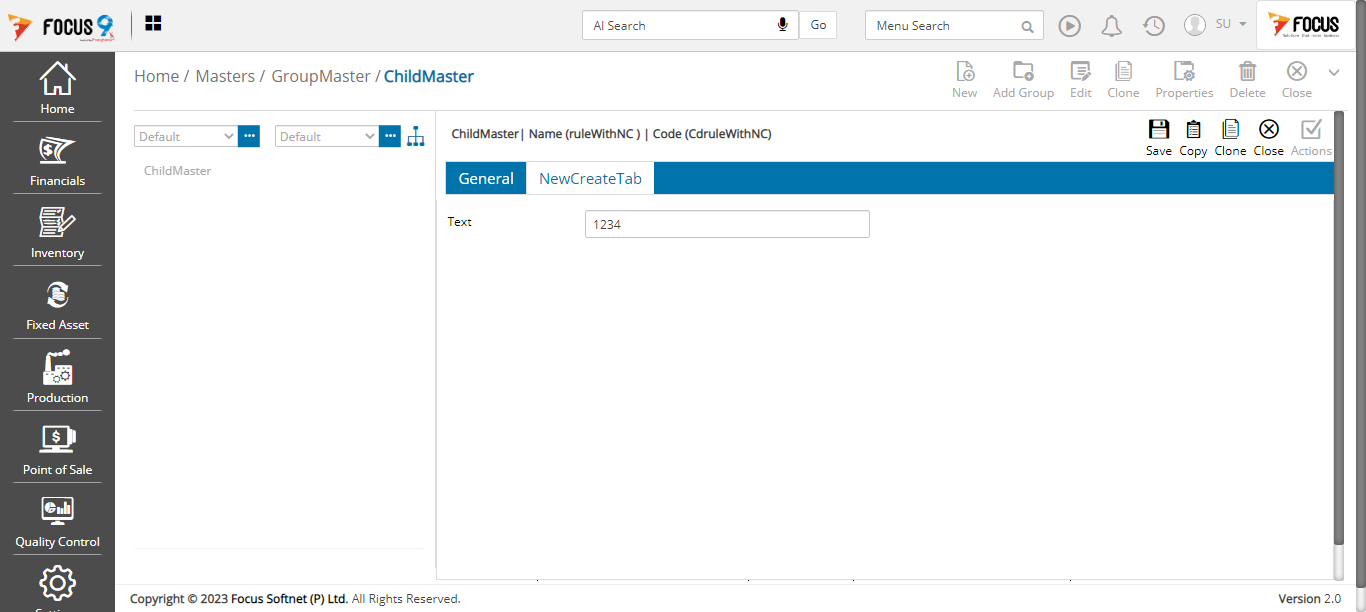 FOCUS 9
AI Search
Go
Menu Search
SU
FOCUS
Home
Financials
Inventory
Fixed Asset
Production
Point of Sale
Quality Control
Home / Masters / GroupMaster / ChildMaster
New
Add Group
Edit
Clone
Properties
Delete
Close
Default
Default
ChildMaster
ChildMaster| Name (ruleWithNC ) | Code (CdruleWithNC)
Save
Copy
Clone
Close
Actions
General
NewCreateTab
Text
1234
Copyright © 2023 Focus Softnet (P) Ltd. All Rights Reserved.
Version 2.0